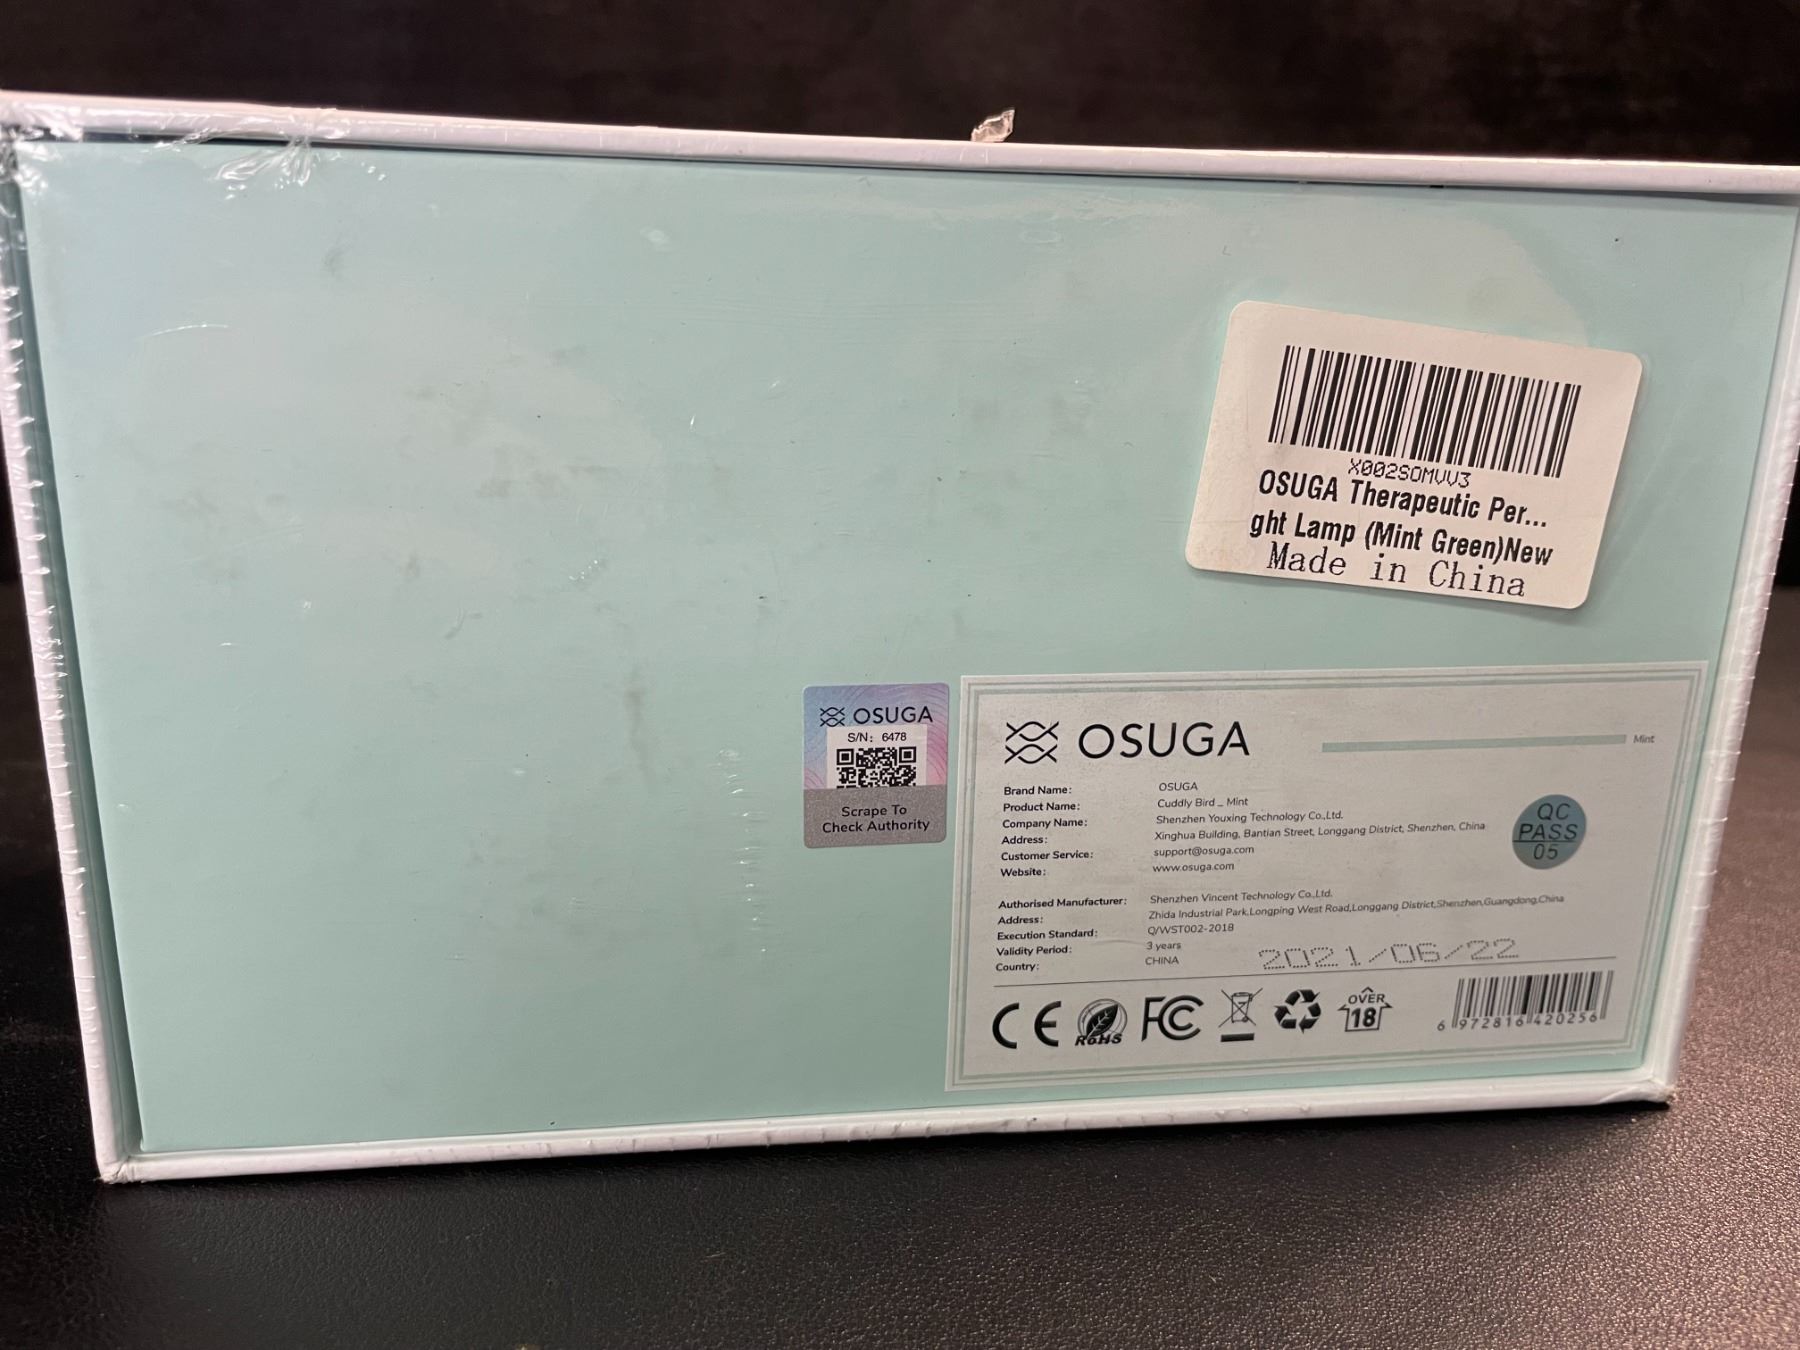 X002SOMVV3
OSUGA Therapeutic Per...
ght Lamp (Mint Green)New
Made in China
OSUGA
S/N: 6478
Scrape To
Check Authority
OSUGA
Mint
Brand Name: OSUGA
Product Name: Cuddly Bird _ Mint
Company Name: Shenzhen Youxing Technology Co.,Ltd.
Address: Xinghua Building, Bantian Street, Longgang District, Shenzhen, China
Customer Service: support@osuga.com
Website: www.osuga.com
QC
PASS
05
Authorised Manufacturer: Shenzhen Vincent Technology Co.,Ltd.
Address: Zhida Industrial Park,Longping West Road,Longgang District,Shenzhen,Guangdong,China
Execution Standard: Q/WST002-2018
Validity Period: 3 years
Country: CHINA
2021/06/22
CE
RoHS
FC
OVER
18
6 972816 420256